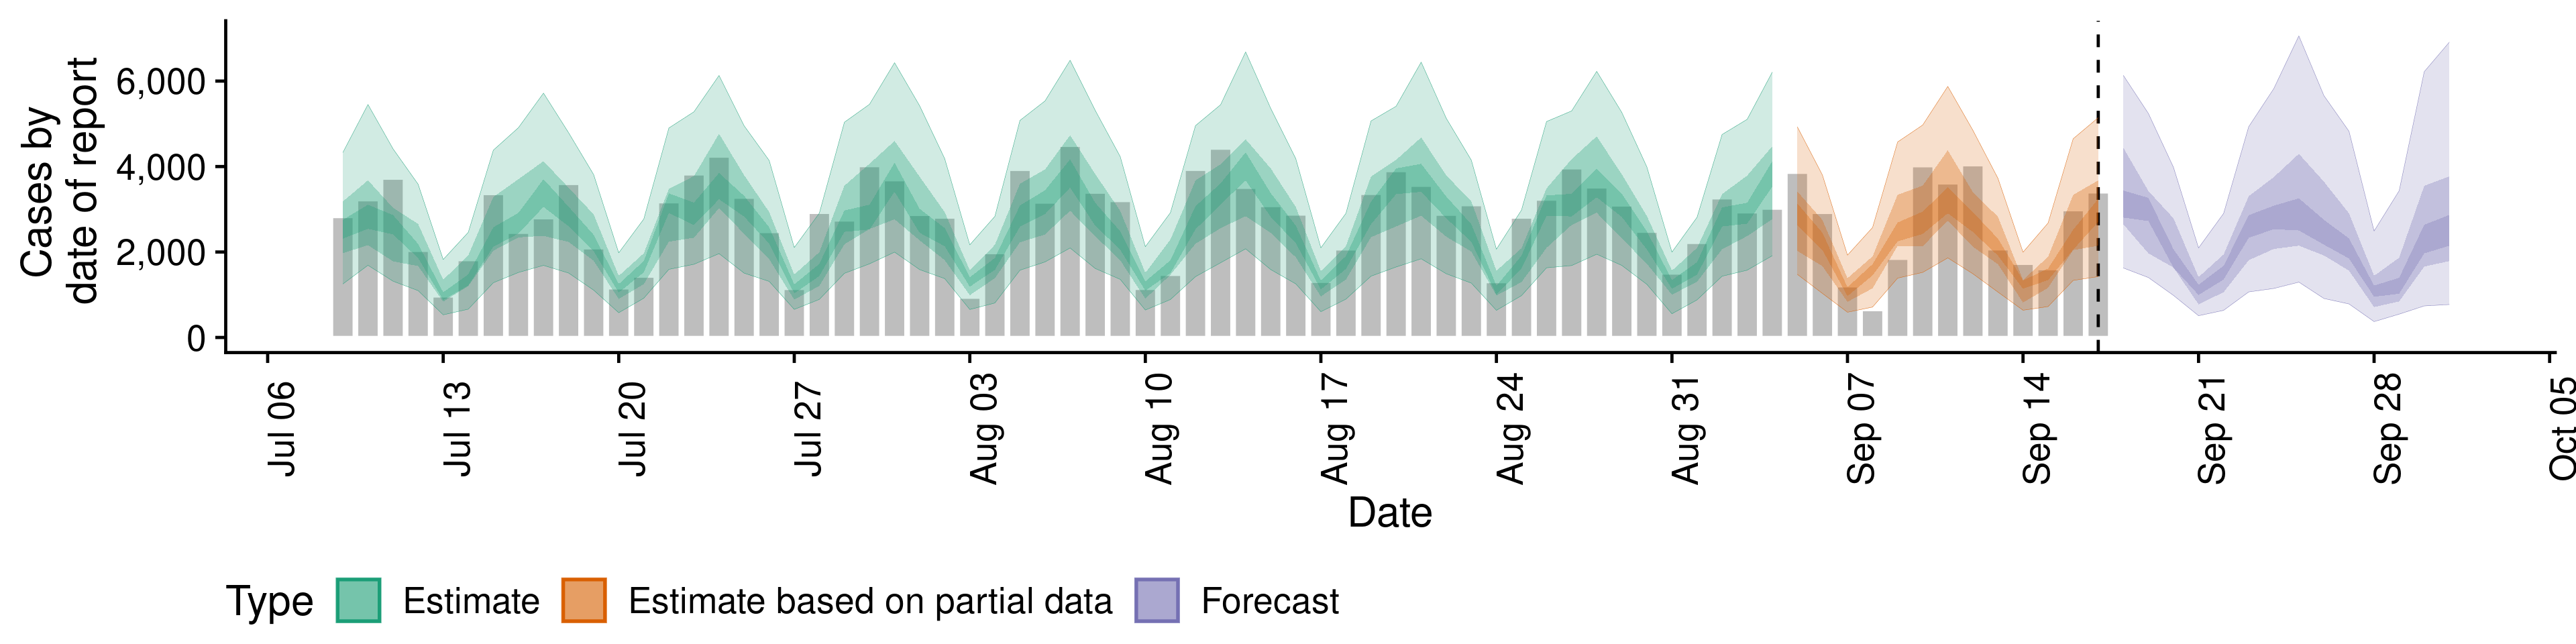 Cases by
date of report
6,000
4,000
2,000
0
Jul 06
Jul 13
Jul 20
Jul 27
Aug 03
Aug 10
Aug 17
Aug 24
Aug 31
Sep 07
Sep 14
Sep 21
Sep 28
Oct 05
Date
Type Estimate Estimate based on partial data Forecast